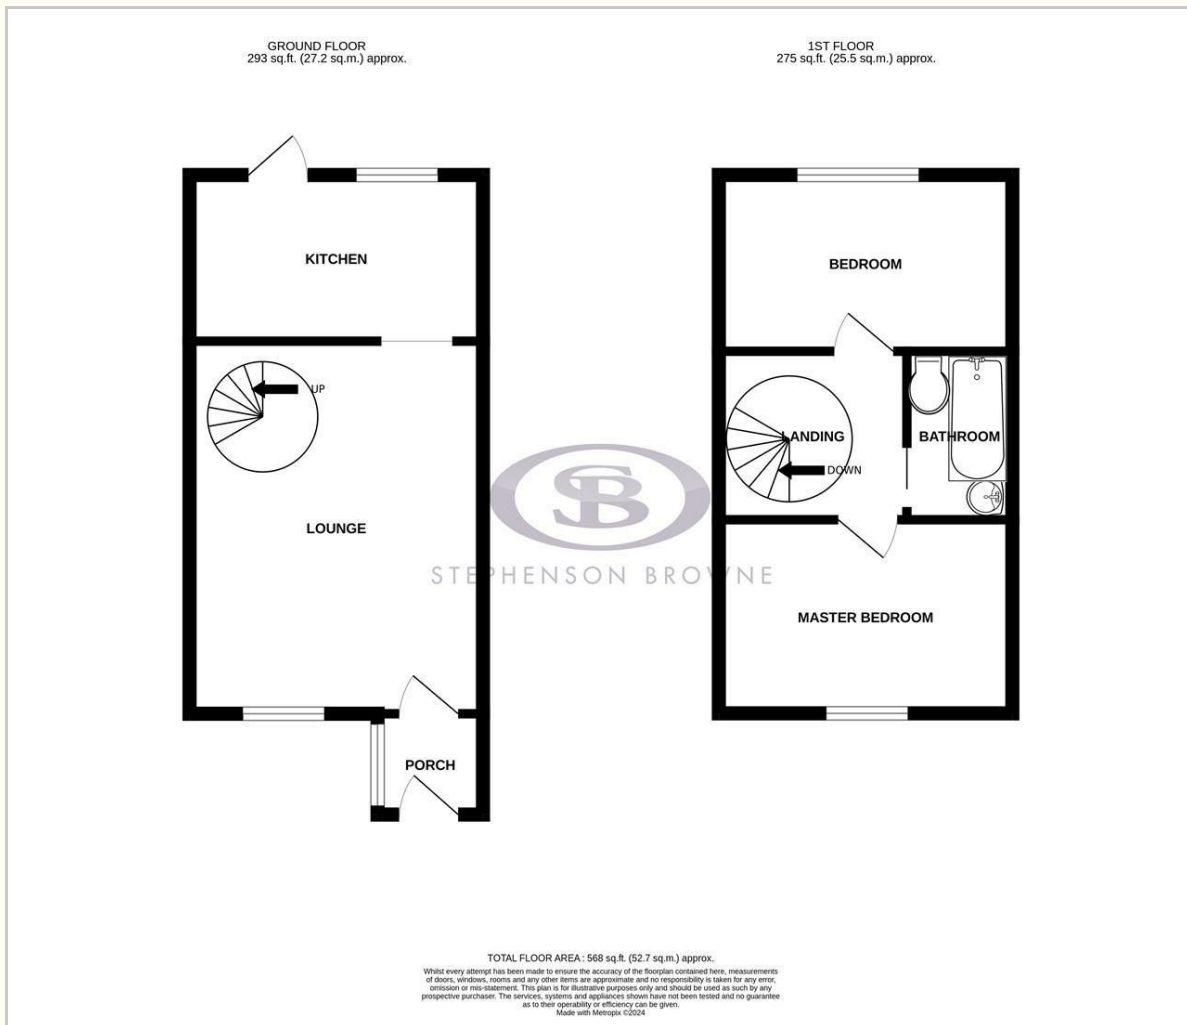 GROUND FLOOR
293 sq.ft. (27.2 sq.m.) approx.
1ST FLOOR
275 sq.ft. (25.5 sq.m.) approx.
KITCHEN
UP
LOUNGE
PORCH
BEDROOM
LANDING
BATHROOM
DOWN
MASTER BEDROOM
SB
STEPHENSON BROWNE
TOTAL FLOOR AREA : 568 sq.ft. (52.7 sq.m.) approx.
Whilst every attempt has been made to ensure the accuracy of the floorplan contained here, measurements
of doors, windows, rooms and any other items are approximate and no responsibility is taken for any error,
omission or mis-statement. This plan is for illustrative purposes only and should be used as such by any
prospective purchaser. The services, systems and appliances shown have not been tested and no guarantee
as to their operability or efficiency can be given.
Made with Metropix ©2024